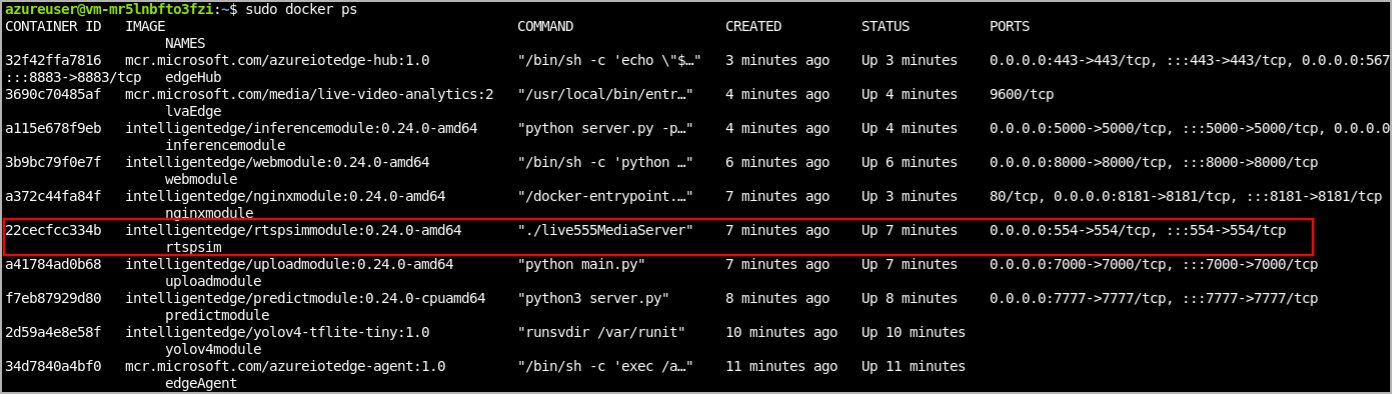 azureuser@vm-mr5lnbfto3fzi:~$ sudo docker ps
CONTAINER ID   IMAGE                                            COMMAND                  CREATED          STATUS          PORTS
                    NAMES
32f42ffa7816   mcr.microsoft.com/azureiotedge-hub:1.0           "/bin/sh -c 'echo \"$…"   3 minutes ago    Up 3 minutes    0.0.0.0:443->443/tcp, :::443->443/tcp, 0.0.0.0:567
:::8883->8883/tcp   edgeHub
3690c70485af   mcr.microsoft.com/media/live-video-analytics:2   "/usr/local/bin/entr…"   4 minutes ago    Up 4 minutes    9600/tcp
                    lvaEdge
a115e678f9eb   intelligentedge/inferencemodule:0.24.0-amd64     "python server.py -p…"   4 minutes ago    Up 4 minutes    0.0.0.0:5000->5000/tcp, :::5000->5000/tcp, 0.0.0.0
                    inferencemodule
3b9bc79f0e7f   intelligentedge/webmodule:0.24.0-amd64           "/bin/sh -c 'python …"   6 minutes ago    Up 6 minutes    0.0.0.0:8000->8000/tcp, :::8000->8000/tcp
                    webmodule
a372c44fa84f   intelligentedge/nginxmodule:0.24.0-amd64         "/docker-entrypoint.…"   7 minutes ago    Up 3 minutes    80/tcp, 0.0.0.0:8181->8181/tcp, :::8181->8181/tcp
                    nginxmodule
22cecfcc334b   intelligentedge/rtspsimmodule:0.24.0-amd64       "./live555MediaServer"   7 minutes ago    Up 7 minutes    0.0.0.0:554->554/tcp, :::554->554/tcp
                    rtspsim
a41784ad0b68   intelligentedge/uploadmodule:0.24.0-amd64        "python main.py"         7 minutes ago    Up 7 minutes    0.0.0.0:7000->7000/tcp, :::7000->7000/tcp
                    uploadmodule
f7eb87929d80   intelligentedge/predictmodule:0.24.0-cpuamd64    "python3 server.py"      8 minutes ago    Up 8 minutes    0.0.0.0:7777->7777/tcp, :::7777->7777/tcp
                    predictmodule
2d59a4e8e58f   intelligentedge/yolov4-tflite-tiny:1.0           "runsvdir /var/runit"    10 minutes ago   Up 10 minutes
                    yolov4module
34d7840a4bf0   mcr.microsoft.com/azureiotedge-agent:1.0         "/bin/sh -c 'exec /a…"   11 minutes ago   Up 11 minutes
                    edgeAgent